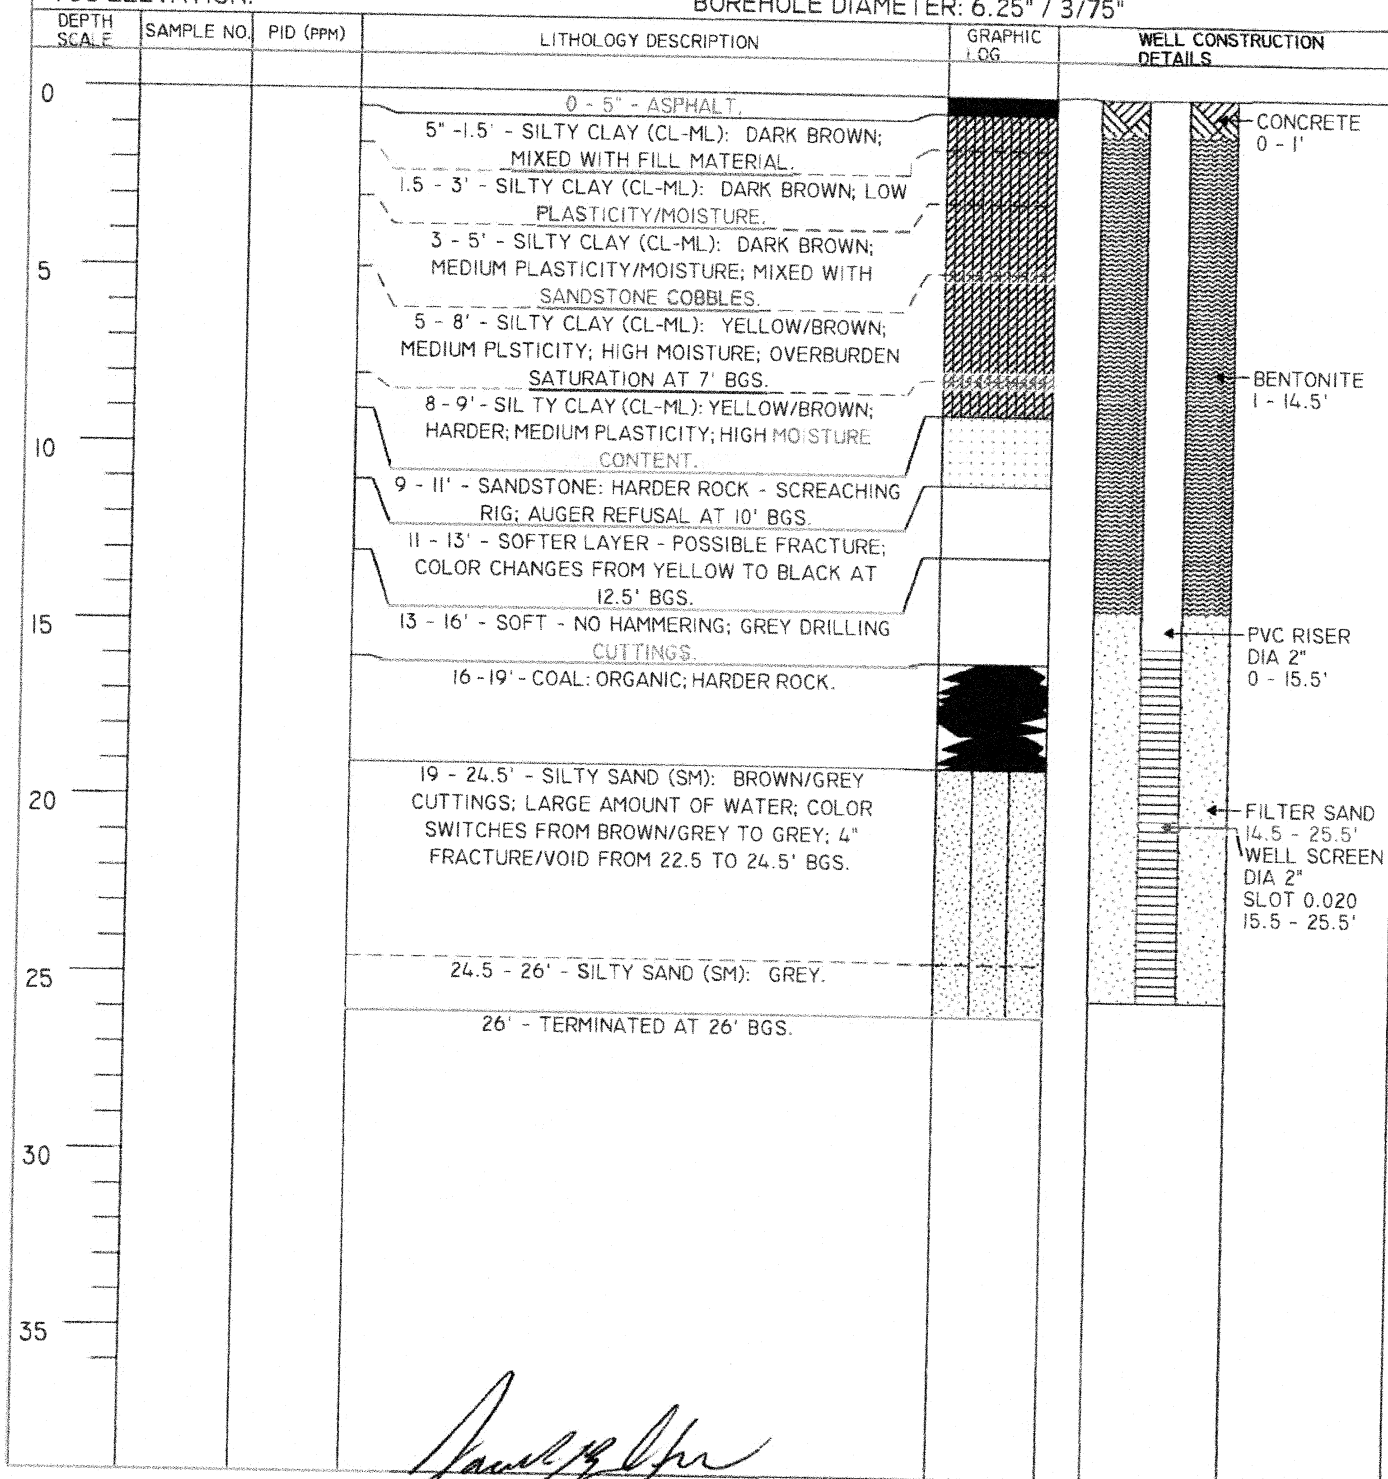 BOREHOLE DIAMETER: 6.25" / 3/75"
DEPTH SCALE
SAMPLE NO.
PID (PPM)
LITHOLOGY DESCRIPTION
GRAPHIC LOG
WELL CONSTRUCTION DETAILS
0
5
10
15
20
25
30
35
0 - 5" - ASPHALT.
5" -1.5' - SILTY CLAY (CL-ML): DARK BROWN;
MIXED WITH FILL MATERIAL.
1.5 - 3' - SILTY CLAY (CL-ML): DARK BROWN; LOW
PLASTICITY/MOISTURE.
3 - 5' - SILTY CLAY (CL-ML): DARK BROWN;
MEDIUM PLASTICITY/MOISTURE; MIXED WITH
SANDSTONE COBBLES.
5 - 8' - SILTY CLAY (CL-ML): YELLOW/BROWN;
MEDIUM PLSTICITY; HIGH MOISTURE; OVERBURDEN
SATURATION AT 7' BGS.
8 - 9' - SIL TY CLAY (CL-ML): YELLOW/BROWN;
HARDER; MEDIUM PLASTICITY; HIGH MOISTURE
CONTENT.
9 - 11' - SANDSTONE: HARDER ROCK - SCREACHING
RIG; AUGER REFUSAL AT 10' BGS.
11 - 13' - SOFTER LAYER - POSSIBLE FRACTURE;
COLOR CHANGES FROM YELLOW TO BLACK AT
12.5' BGS.
13 - 16' - SOFT - NO HAMMERING; GREY DRILLING
CUTTINGS.
16 -19' - COAL: ORGANIC; HARDER ROCK.
19 - 24.5' - SILTY SAND (SM): BROWN/GREY
CUTTINGS; LARGE AMOUNT OF WATER; COLOR
SWITCHES FROM BROWN/GREY TO GREY; 4"
FRACTURE/VOID FROM 22.5 TO 24.5' BGS.
24.5 - 26' - SILTY SAND (SM): GREY.
26' - TERMINATED AT 26' BGS.
CONCRETE
0 - 1'
BENTONITE
1 - 14.5'
PVC RISER
DIA 2"
0 - 15.5'
FILTER SAND
14.5 - 25.5'
WELL SCREEN
DIA 2"
SLOT 0.020
15.5 - 25.5'